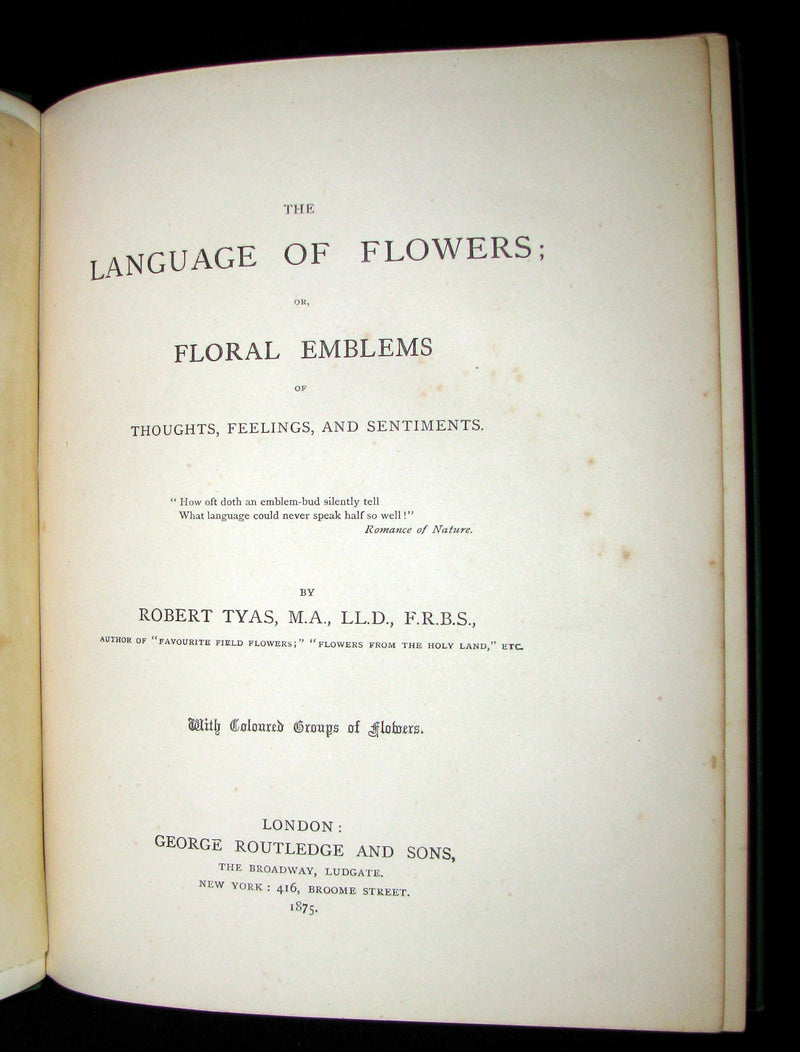 THE
LANGUAGE OF FLOWERS;
OR,
FLORAL EMBLEMS
OF
THOUGHTS, FEELINGS, AND SENTIMENTS.
“ How oft doth an emblem-bud silently tell
What language could never speak half so well !”
Romance of Nature.
BY
ROBERT TYAS, M.A., LL.D., F.R.B.S.,
AUTHOR OF “FAVOURITE FIELD FLOWERS;” “FLOWERS FROM THE HOLY LAND,” ETC.
With Coloured Groups of Flowers.
LONDON :
GEORGE ROUTLEDGE AND SONS,
THE BROADWAY, LUDGATE.
NEW YORK : 416, BROOME STREET.
1875.